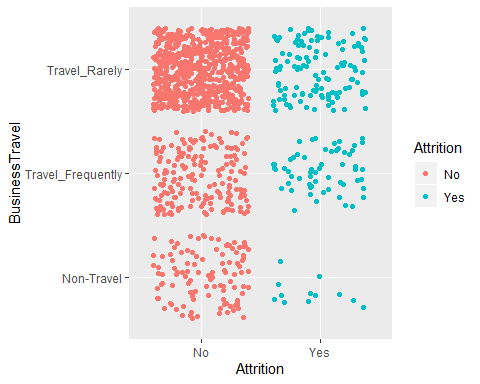 BusinessTravel
Travel_Rarely
Travel_Frequently
Non-Travel
No
Yes
Attrition
Attrition
No
Yes